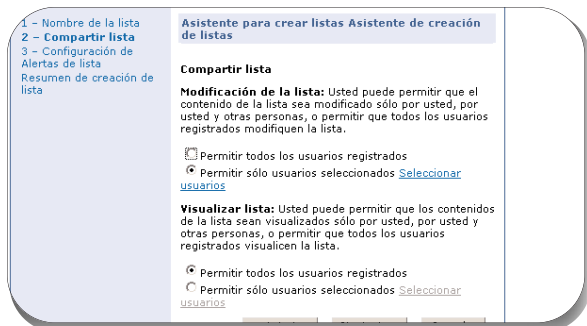 1 – Nombre de la lista
2 – Compartir lista
3 – Configuración de
Alertas de lista
Resumen de creación de
lista
Asistente para crear listas Asistente de creación
de listas
Compartir lista
Modificación de la lista: Usted puede permitir que el
contenido de la lista sea modificado sólo por usted, por
usted y otras personas, o permitir que todos los usuarios
registrados modifiquen la lista.
Permitir todos los usuarios registrados
Permitir sólo usuarios seleccionados Seleccionar
usuarios
Visualizar lista: Usted puede permitir que los contenidos
de la lista sean visualizados sólo por usted, por usted y
otras personas, o permitir que todos los usuarios
registrados visualicen la lista.
Permitir todos los usuarios registrados
Permitir sólo usuarios seleccionados Seleccionar
usuarios